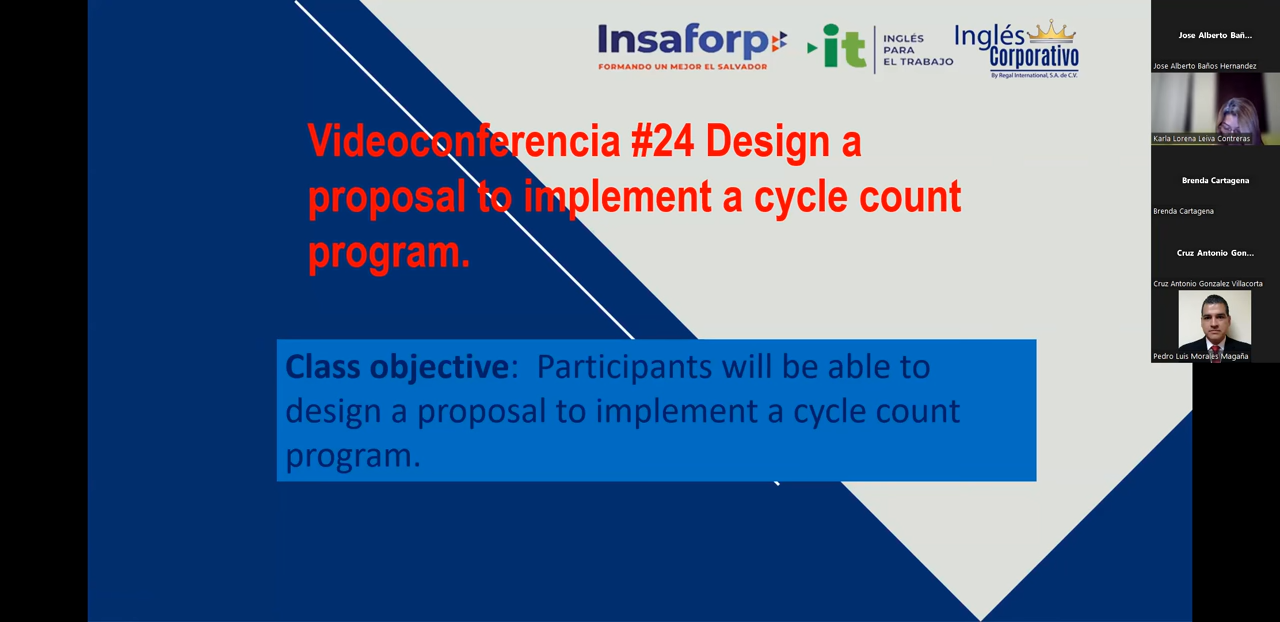 Insaforp
FORMANDO UN MEJOR EL SALVADOR
it
INGLÉS
PARA
EL TRABAJO
Inglés
Corporativo
By Regal International, S.A. de C.V.
Videoconferencia #24 Design a
proposal to implement a cycle count
program.
Class objective: Participants will be able to
design a proposal to implement a cycle count
program.
Jose Alberto Bañ...
Jose Alberto Baños Hernandez
Karla Lorena Leiva Contreras
Brenda Cartagena
Brenda Cartagena
Cruz Antonio Gon...
Cruz Antonio Gonzalez Villacorta
Pedro Luis Morales Magaña